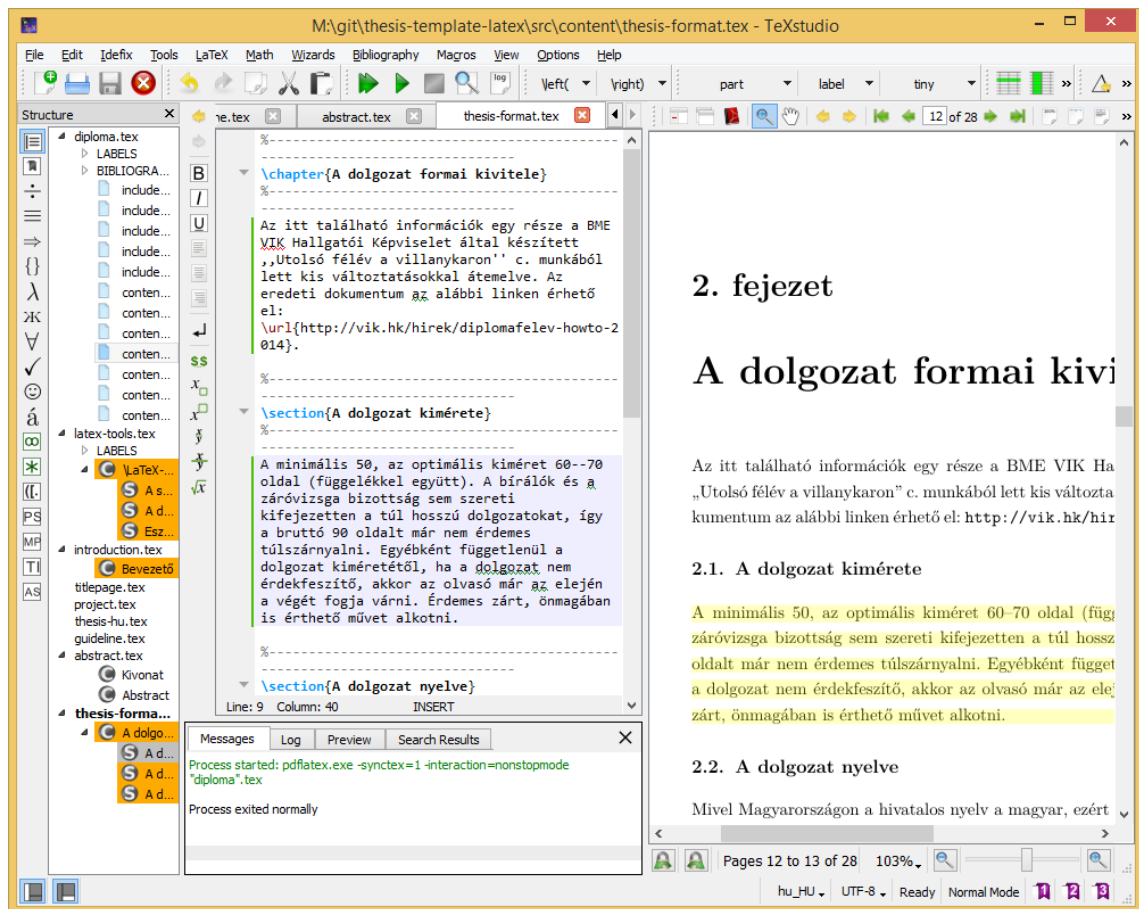 M:\git\thesis-template-latex\src\content\thesis-format.tex - TeXstudio
File Edit Idefix Tools LaTeX Math Wizards Bibliography Macros View Options Help
log \left( \right) part label tiny »
Structure
ne.tex abstract.tex thesis-format.tex
12 of 28 »
diploma.tex
LABELS
BIBLIOGRA...
include...
include...
include...
include...
include...
conten...
conten...
conten...
conten...
conten...
conten...
conten...
latex-tools.tex
LABELS
\LaTeX-...
A s...
A d...
Esz...
introduction.tex
Bevezető
titlepage.tex
project.tex
thesis-hu.tex
guideline.tex
abstract.tex
Kivonat
Abstract
thesis-forma...
A dolgo...
A d...
A d...
A d...
PS
MP
TI
AS
B
I
U
$$
%------------------------------------------
-------------------------------
\chapter{A dolgozat formai kivitele}
%------------------------------------------
-------------------------------
Az itt található információk egy része a BME
VIK Hallgatói Képviselet által készített
,,Utolsó félév a villanykaron'' c. munkából
lett kis változtatásokkal átemelve. Az
eredeti dokumentum az alábbi linken érhető
el:
\url{http://vik.hk/hirek/diplomafelev-howto-2
014}.
%------------------------------------------
-------------------------------
\section{A dolgozat kimérete}
%------------------------------------------
-------------------------------
A minimális 50, az optimális kiméret 60--70
oldal (függelékkel együtt). A bírálók és a
záróvizsga bizottság sem szereti
kifejezetten a túl hosszú dolgozatokat, így
a bruttó 90 oldalt már nem érdemes
túlszárnyalni. Egyébként függetlenül a
dolgozat kiméretétől, ha a dolgozat nem
érdekfeszítő, akkor az olvasó már az elején
a végét fogja várni. Érdemes zárt, önmagában
is érthető művet alkotni.
%------------------------------------------
-------------------------------
\section{A dolgozat nyelve}
Line: 9 Column: 40 INSERT
Messages Log Preview Search Results
Process started: pdflatex.exe -synctex=1 -interaction=nonstopmode
"diploma".tex
Process exited normally
2. fejezet
A dolgozat formai kivi
Az itt található információk egy része a BME VIK Ha
„Utolsó félév a villanykaron” c. munkából lett kis változta
kumentum az alábbi linken érhető el: http://vik.hk/hir
2.1. A dolgozat kimérete
A minimális 50, az optimális kiméret 60–70 oldal (függ
záróvizsga bizottság sem szereti kifejezetten a túl hossz
oldalt már nem érdemes túlszárnyalni. Egyébként függet
a dolgozat nem érdekfeszítő, akkor az olvasó már az elej
zárt, önmagában is érthető művet alkotni.
2.2. A dolgozat nyelve
Mivel Magyarországon a hivatalos nyelv a magyar, ezért
Pages 12 to 13 of 28 103%
hu_HU UTF-8 Ready Normal Mode 1 2 3